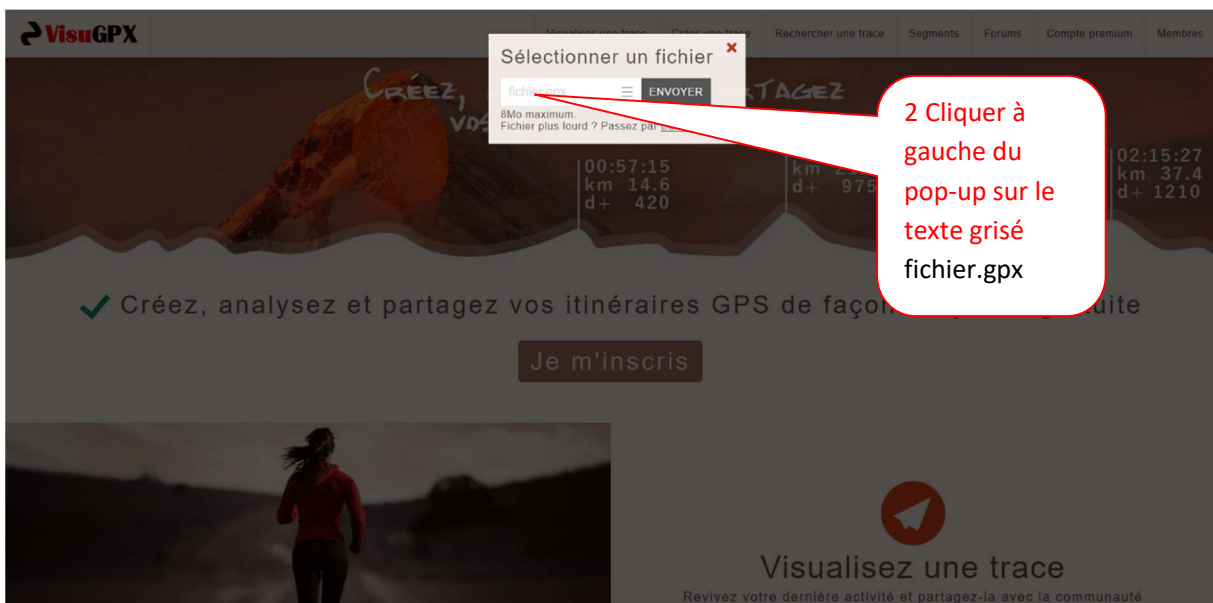 VisuGPX
Visualiser une trace Créer une trace Rechercher une trace Segments Forums Compte premium Membres
Sélectionner un fichier
fichier.gpx ENVOYER
8Mo maximum.
Fichier plus lourd ? Passez par
CRÉEZ, TAGEZ
VOS
00:57:15
km 14.6
d+ 420
km
d+ 975
02:15:27
km 37.4
d+ 1210
2 Cliquer à
gauche du
pop-up sur le
texte grisé
fichier.gpx
Créez, analysez et partagez vos itinéraires GPS de façon
Je m'inscris
Visualisez une trace
Revivez votre dernière activité et partagez-la avec la communauté